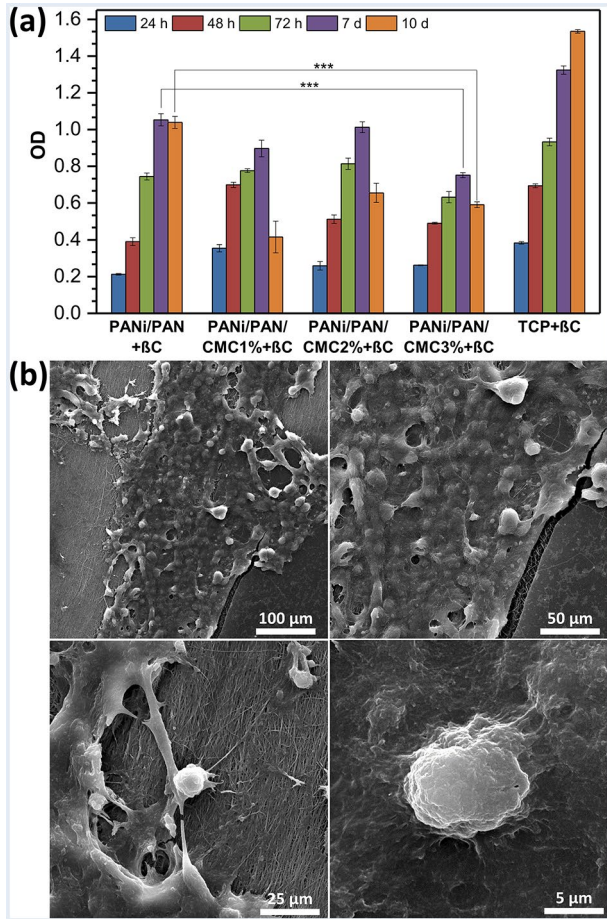 (a)
24 h 48 h 72 h 7 d 10 d
1.6
1.4
1.2
1.0
0.8
0.6
0.4
0.2
0.0
OD
***
***
PANi/PAN PANi/PAN/ PANi/PAN/ PANi/PAN/ TCP+ßC
+ßC CMC1%+ßC CMC2%+ßC CMC3%+ßC
(b)
100 µm 50 µm
25 µm 5 µm